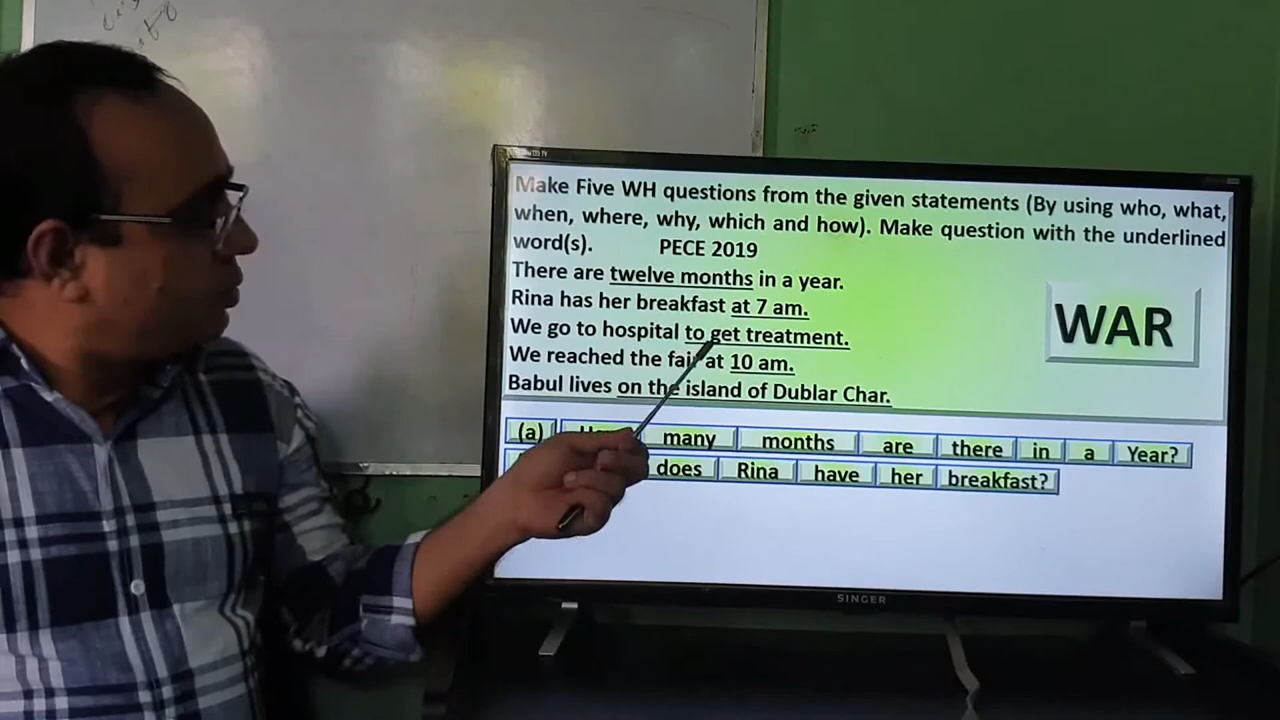 Make Five WH questions from the given statements (By using who, what,
when, where, why, which and how). Make question with the underlined
word(s). PECE 2019
There are twelve months in a year.
Rina has her breakfast at 7 am.
We go to hospital to get treatment.
We reached the fair at 10 am.
Babul lives on the island of Dublar Char.
WAR
(a) How many months are there in a Year?
does Rina have her breakfast?
SINGER